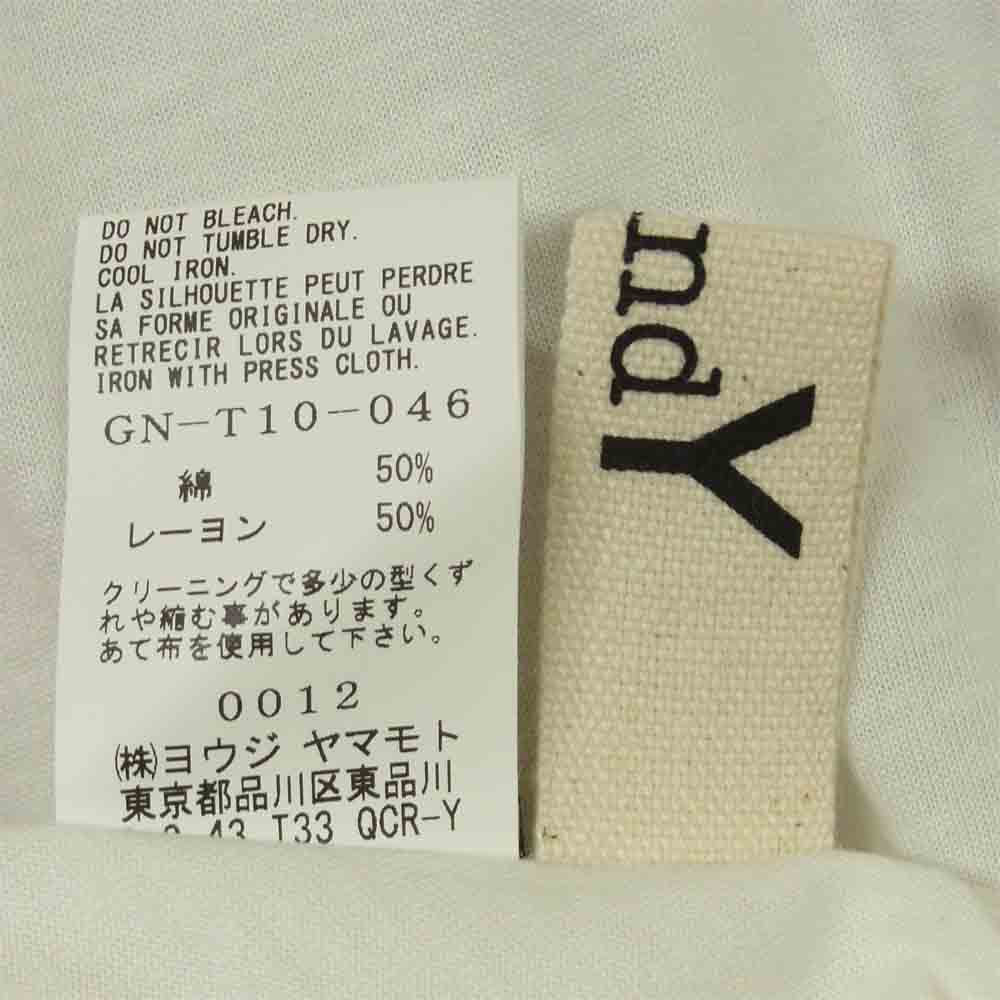 DO NOT BLEACH.
DO NOT TUMBLE DRY.
COOL IRON.
LA SILHOUETTE PEUT PERDRE
SA FORME ORIGINALE OU
RETRECIR LORS DU LAVAGE.
IRON WITH PRESS CLOTH.
GN-T10-046
綿 50%
レーヨン 50%
クリーニングで多少の型くず
れや縮む事があります。
あて布を使用して下さい。
0012
㈱ヨウジ ヤマモト
東京都品川区東品川
43 T33 QCR-Y
nd
Y